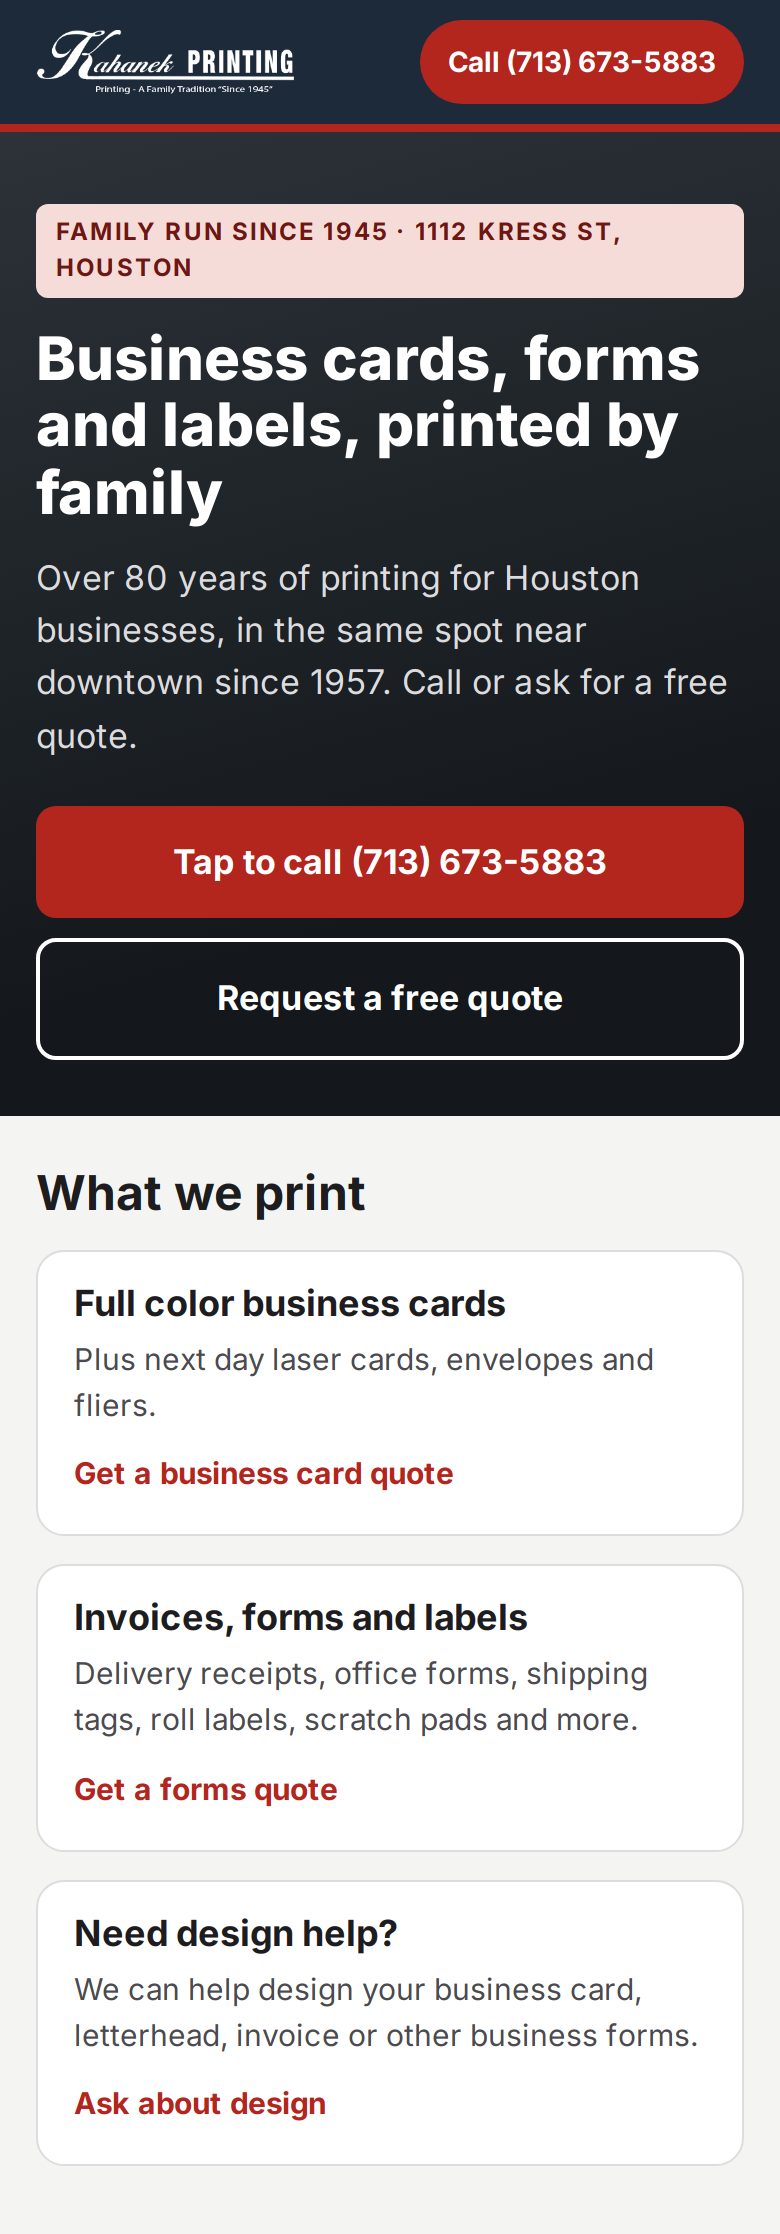 Kahanek PRINTING
Printing - A Family Tradition "Since 1945"
Call (713) 673-5883
FAMILY RUN SINCE 1945 · 1112 KRESS ST,
HOUSTON
Business cards, forms
and labels, printed by
family
Over 80 years of printing for Houston
businesses, in the same spot near
downtown since 1957. Call or ask for a free
quote.
Tap to call (713) 673-5883
Request a free quote
What we print
Full color business cards
Plus next day laser cards, envelopes and
fliers.
Get a business card quote
Invoices, forms and labels
Delivery receipts, office forms, shipping
tags, roll labels, scratch pads and more.
Get a forms quote
Need design help?
We can help design your business card,
letterhead, invoice or other business forms.
Ask about design